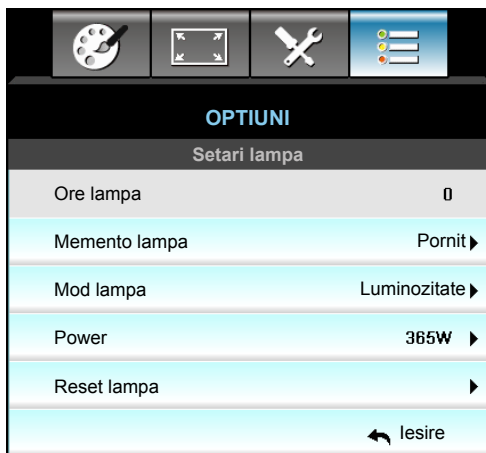 OPTIUNI
Setari lampa
Ore lampa 0
Memento lampa Pornit
Mod lampa Luminozitate
Power 365W
Reset lampa
Iesire